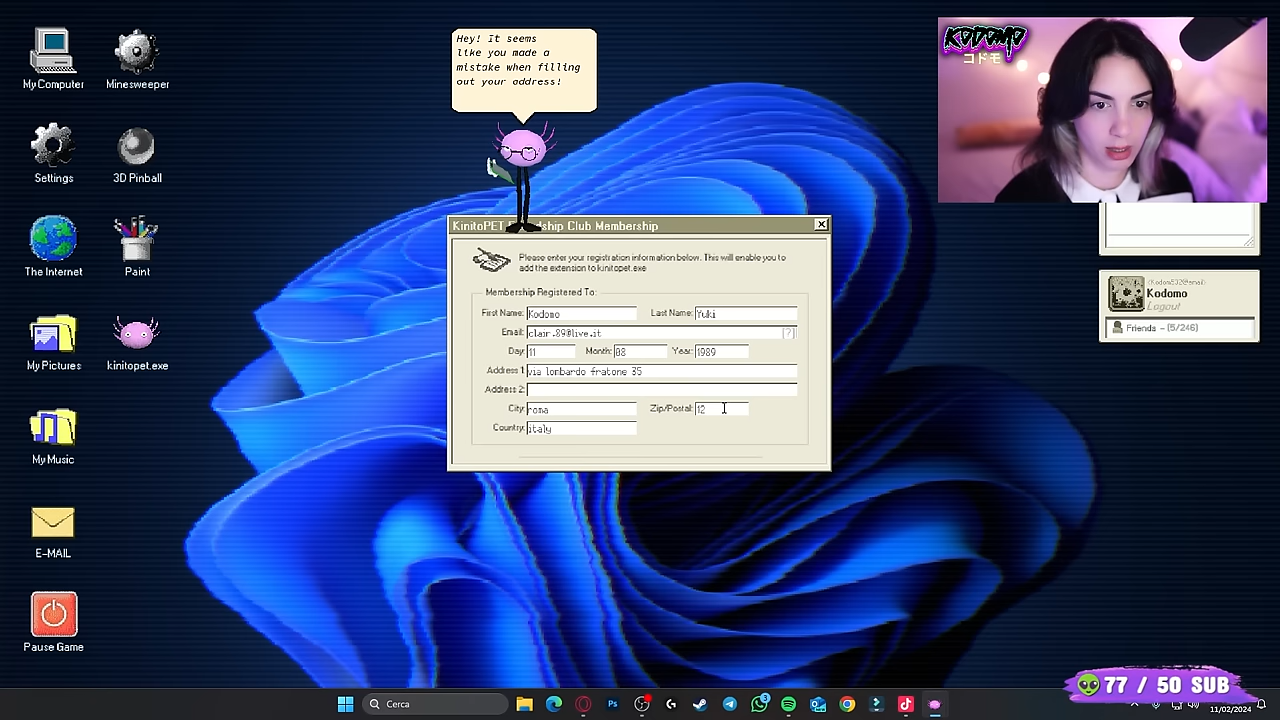 Hey! It seems
like you made a
mistake when filling
out your address!
KODOMO
コドモ
My Computer
Minesweeper
Settings
3D Pinball
The Internet
Paint
My Pictures
kinitopet.exe
My Music
E-MAIL
Pause Game
KinitoPET Friendship Club Membership
Please enter your registration information below. This will enable you to
add the extension to kinitopet.exe
Membership Registered To:
First Name: Kodomo Last Name: Yuki
Email: clair.89@live.it [?]
Day: 11 Month: 08 Year: 1989
Address 1: via lombardo fratone 35
Address 2:
City: roma Zip/Postal: 12
Country: italy
Kodomo
Logout
Friends - (5/246)
77 / 50 SUB
Cerca
3
11/02/2024